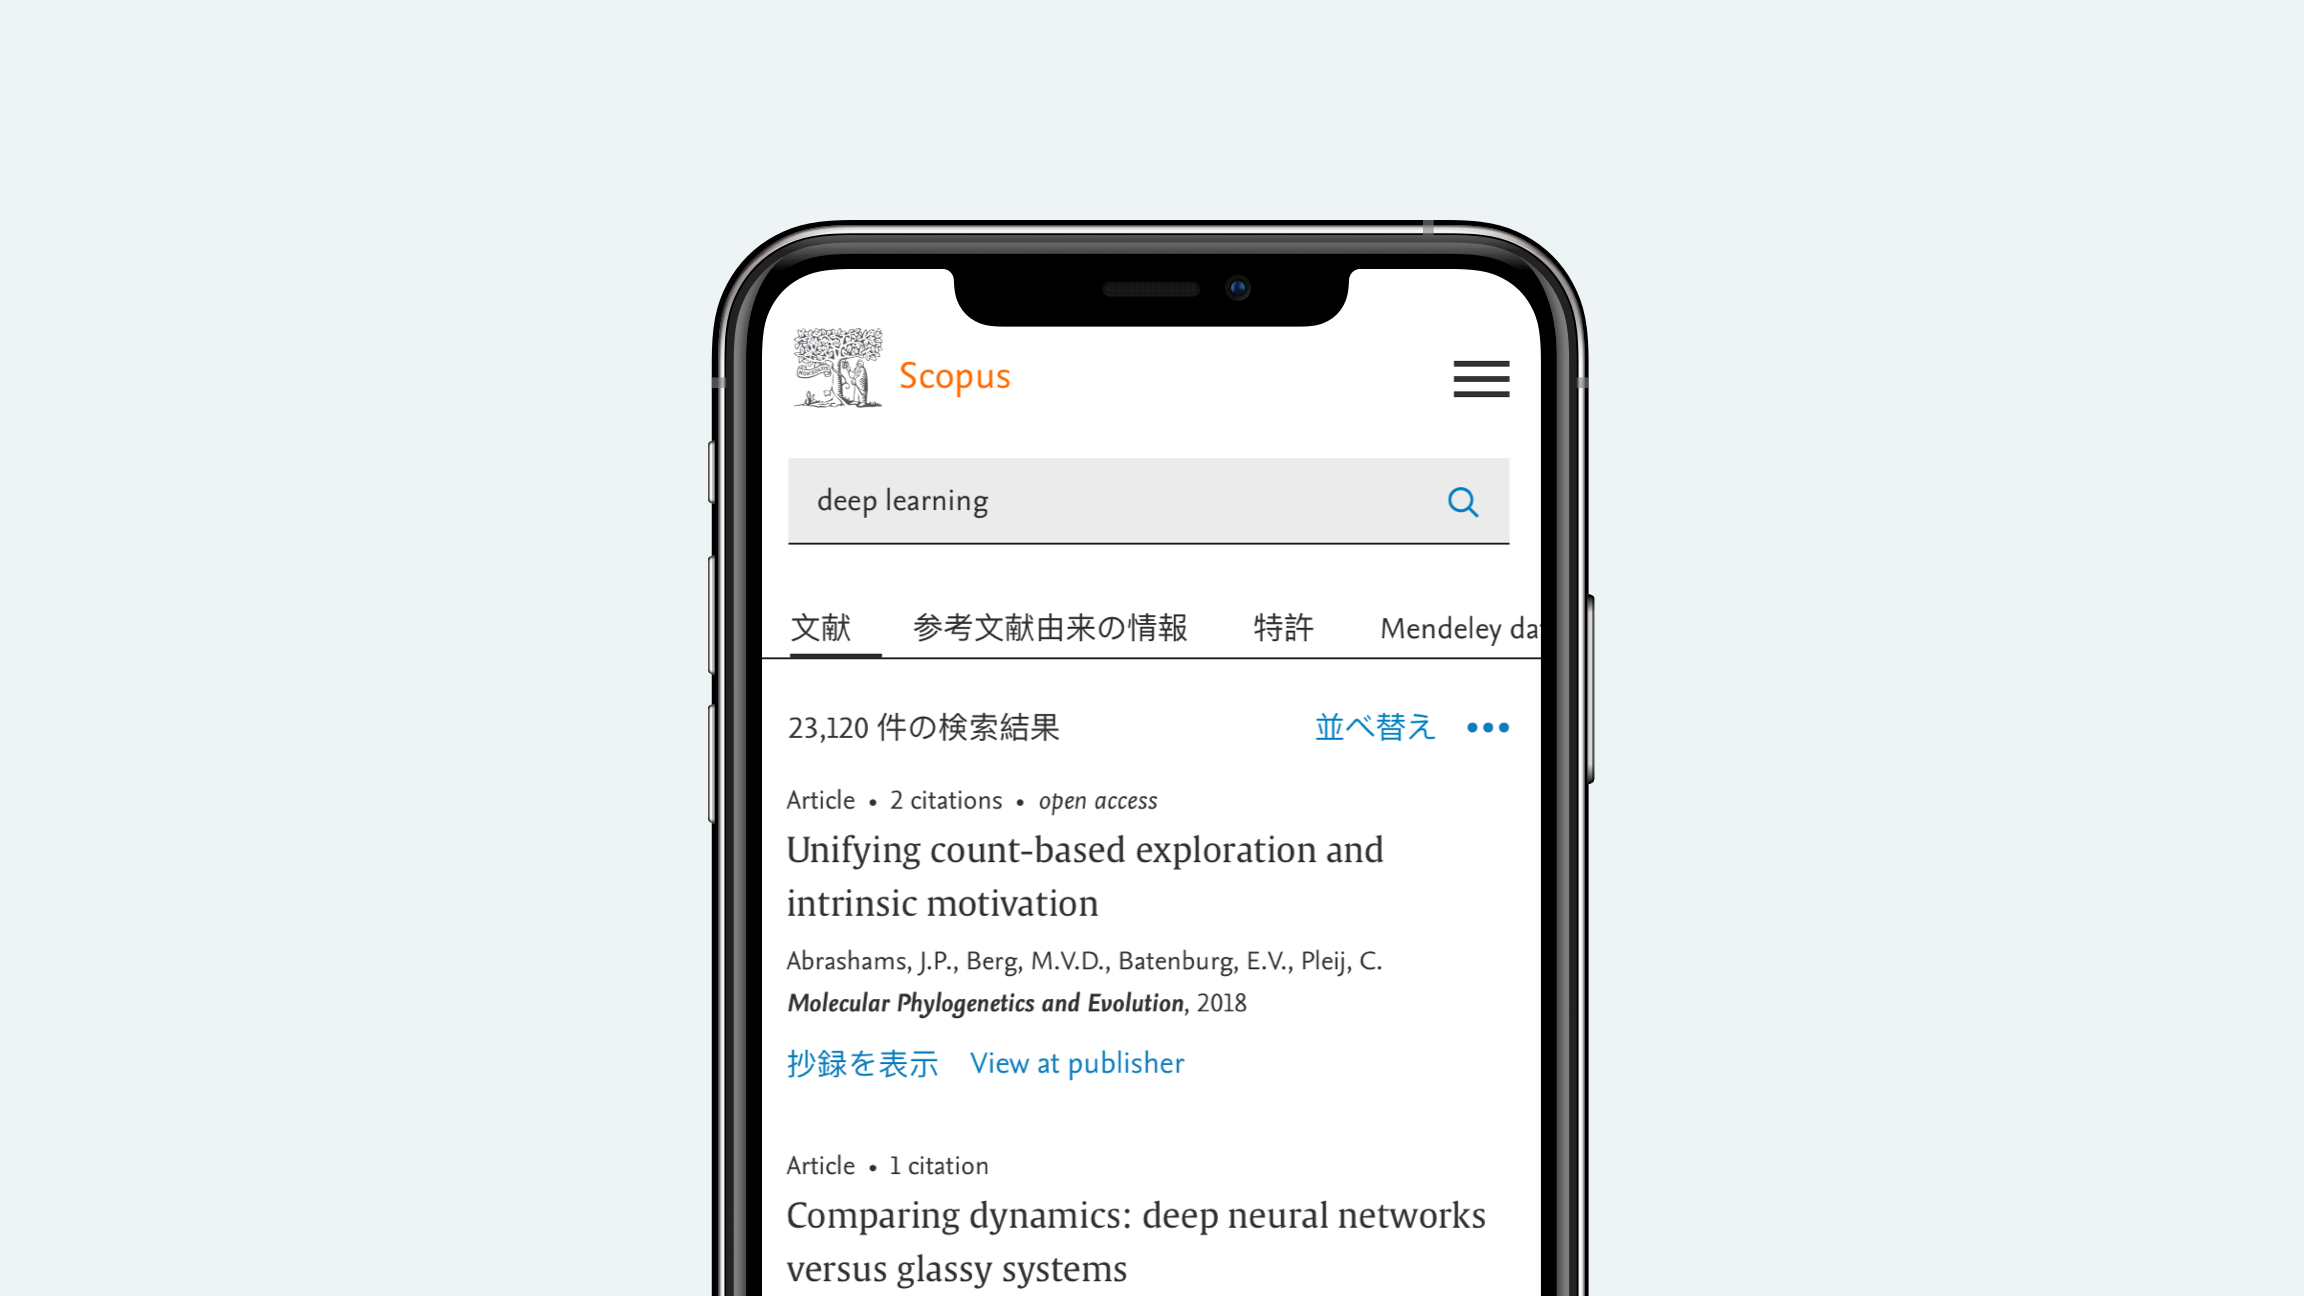 Scopus
deep learning
文献 参考文献由来の情報 特許 Mendeley
23,120 件の検索結果 並べ替え
Article • 2 citations • open access
Unifying count-based exploration and
intrinsic motivation
Abrashams, J.P., Berg, M.V.D., Batenburg, E.V., Pleij, C.
Molecular Phylogenetics and Evolution, 2018
抄録を表示 View at publisher
Article • 1 citation
Comparing dynamics: deep neural networks
versus glassy systems